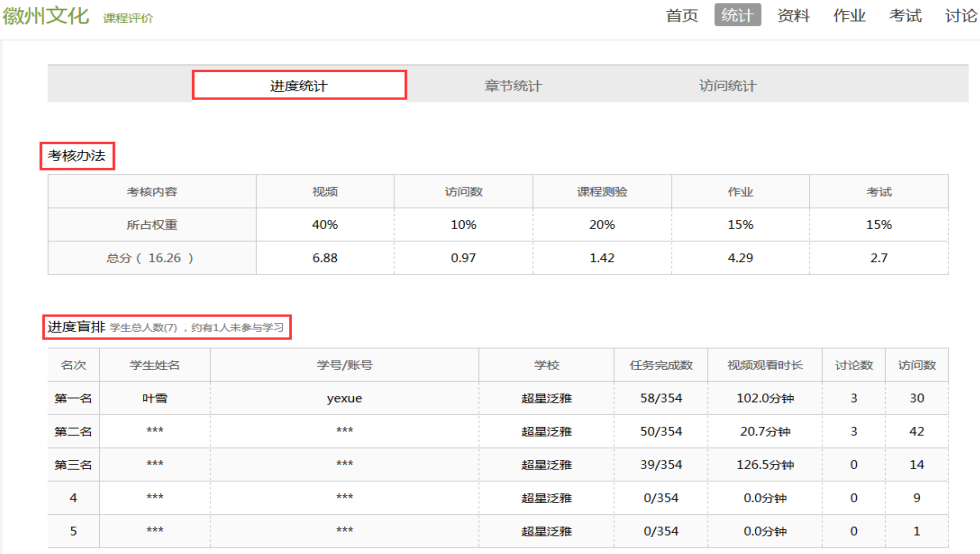 徽州文化 课程评价 首页 统计 资料 作业 考试 讨论
进度统计 章节统计 访问统计
考核办法
考核内容 视频 访问数 课程测验 作业 考试
所占权重 40% 10% 20% 15% 15%
总分 ( 16.26 ) 6.88 0.97 1.42 4.29 2.7
进度盲排 学生总人数(7) ，约有1人未参与学习
名次 学生姓名 学号/账号 学校 任务完成数 视频观看时长 讨论数 访问数
第一名 叶雪 yexue 超星泛雅 58/354 102.0分钟 3 30
第二名 *** *** 超星泛雅 50/354 20.7分钟 3 42
第三名 *** *** 超星泛雅 39/354 126.5分钟 0 14
4 *** *** 超星泛雅 0/354 0.0分钟 0 9
5 *** *** 超星泛雅 0/354 0.0分钟 0 1